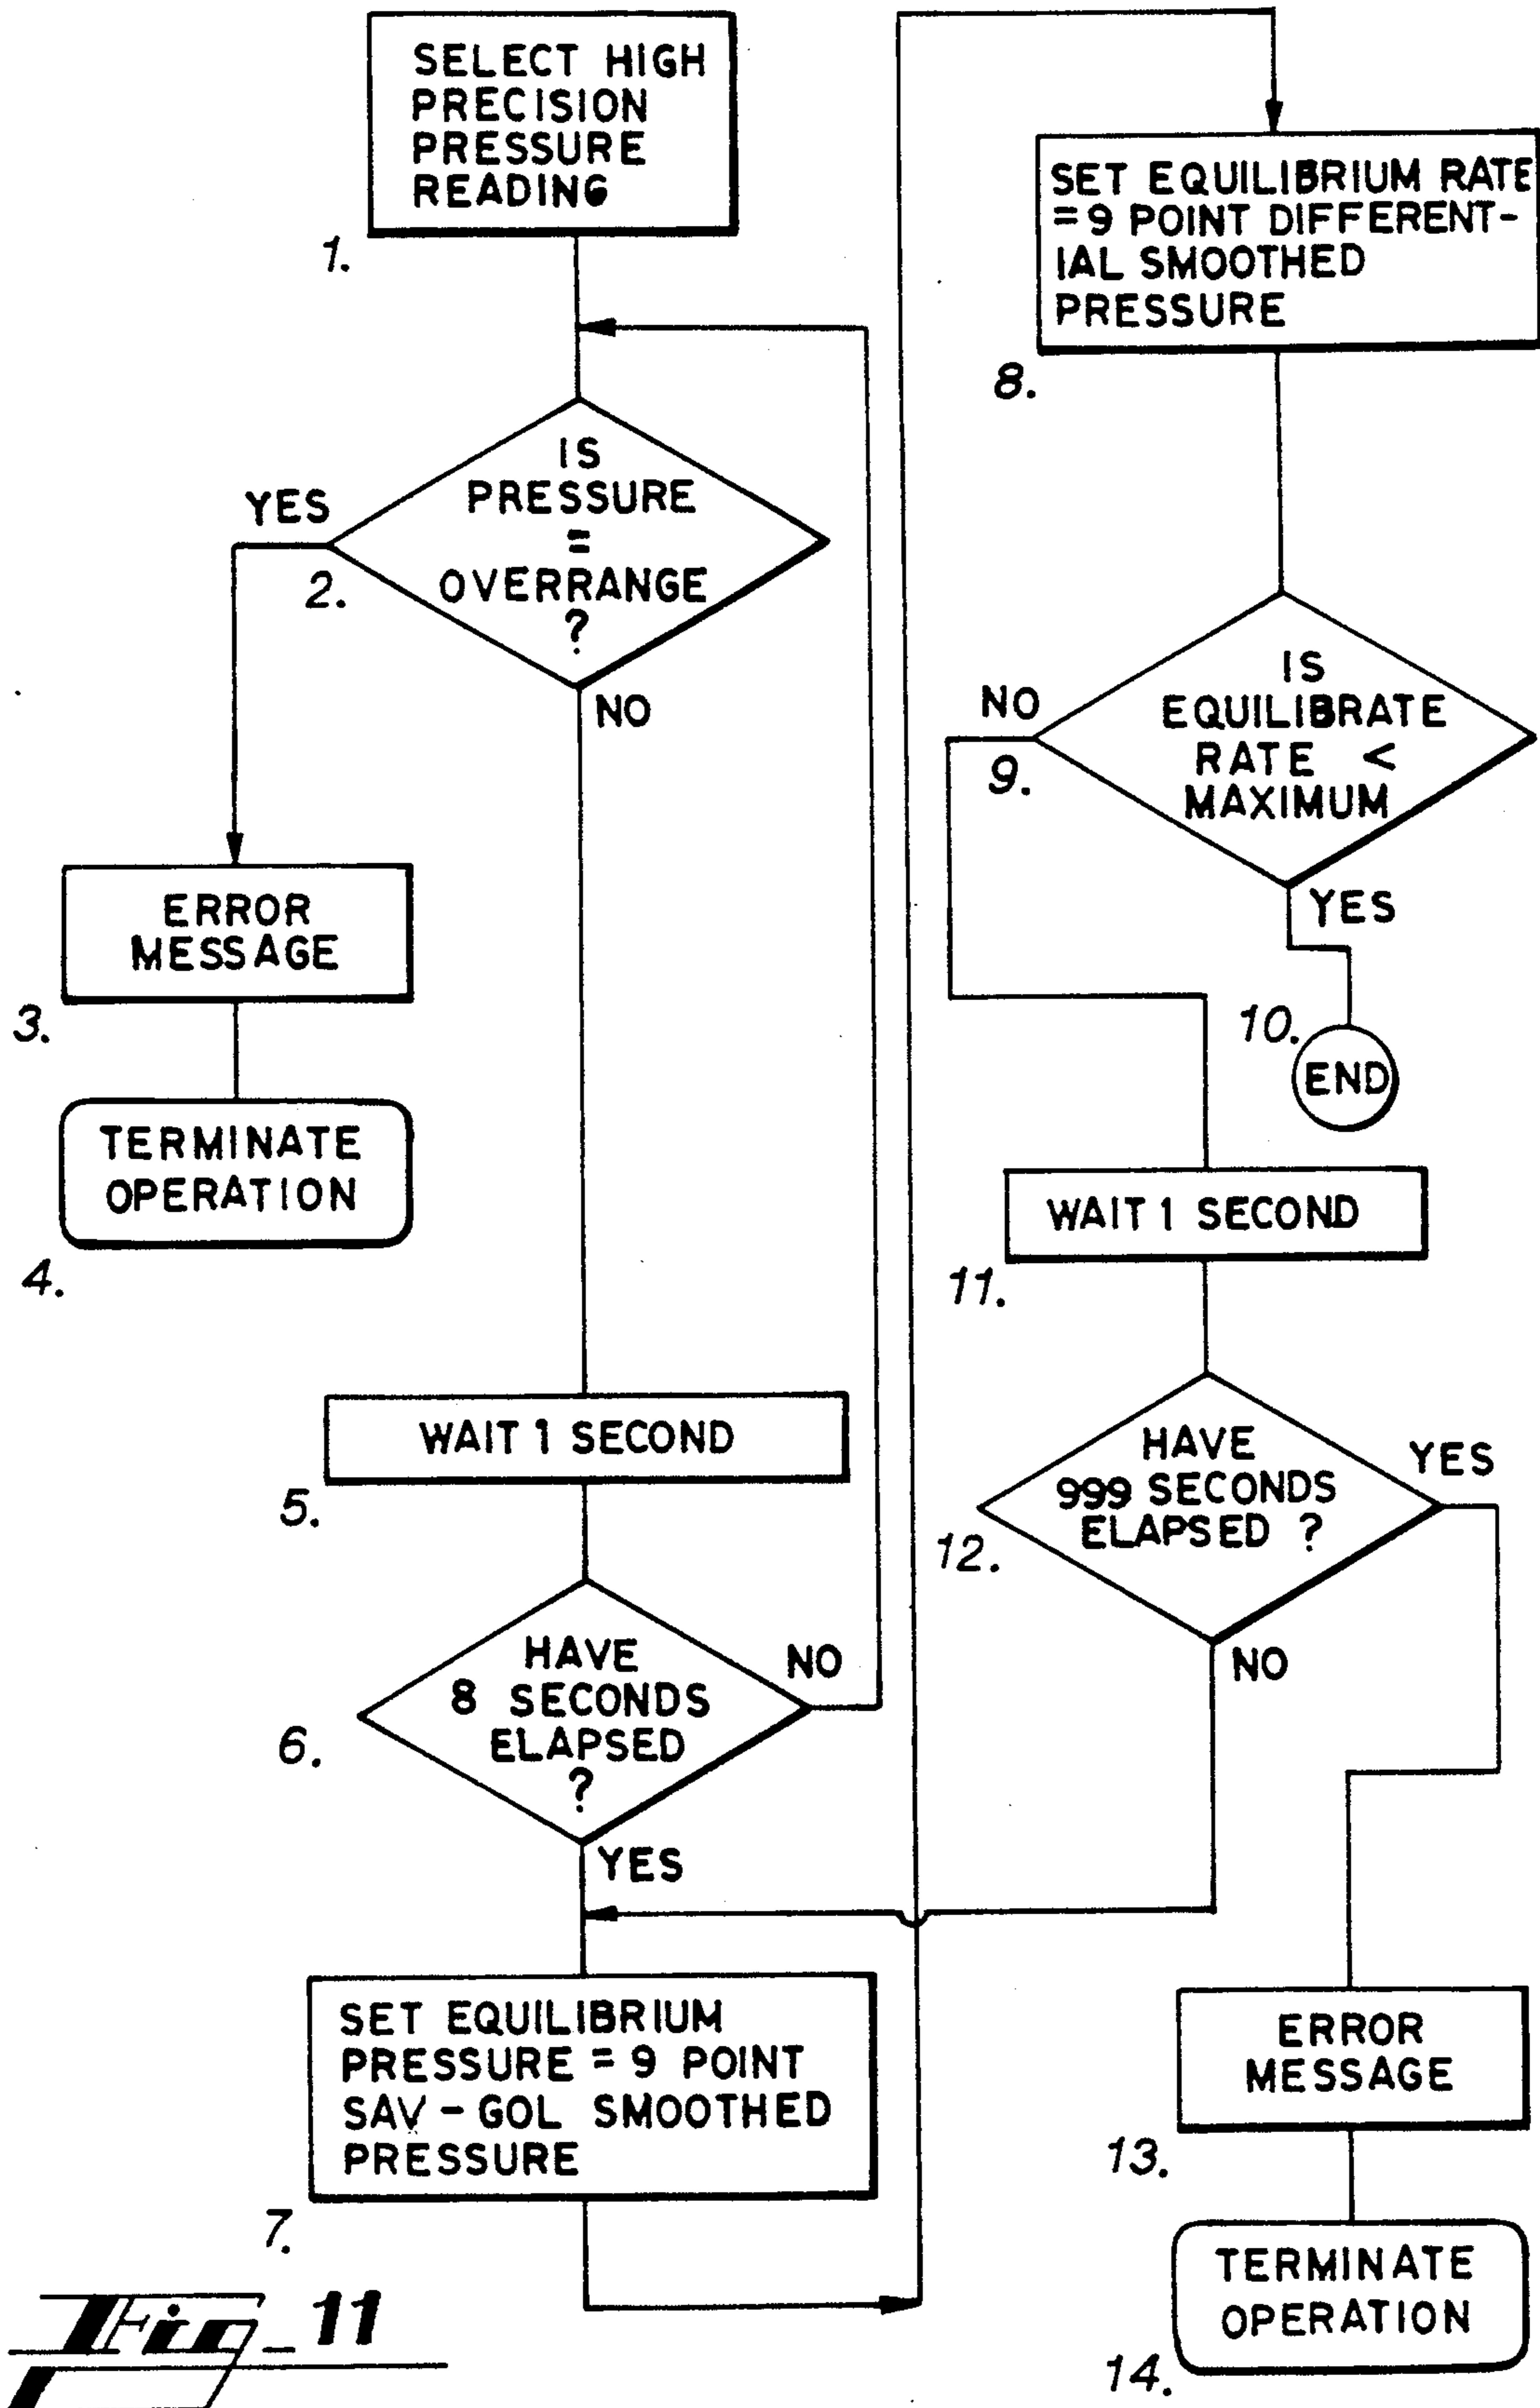 SELECT HIGH
PRECISION
PRESSURE
READING
1.
IS
PRESSURE
=
OVERRANGE
?
YES
2.
NO
ERROR
MESSAGE
3.
TERMINATE
OPERATION
4.
WAIT 1 SECOND
5.
HAVE
8 SECONDS
ELAPSED
?
NO
6.
YES
SET EQUILIBRIUM
PRESSURE = 9 POINT
SAV-GOL SMOOTHED
PRESSURE
7.
SET EQUILIBRIUM RATE
= 9 POINT DIFFERENT-
IAL SMOOTHED
PRESSURE
8.
IS
EQUILIBRATE
RATE <
MAXIMUM
NO
9.
YES
10.
END
WAIT 1 SECOND
11.
HAVE
999 SECONDS
ELAPSED ?
YES
12.
NO
ERROR
MESSAGE
13.
TERMINATE
OPERATION
14.
Fig_11